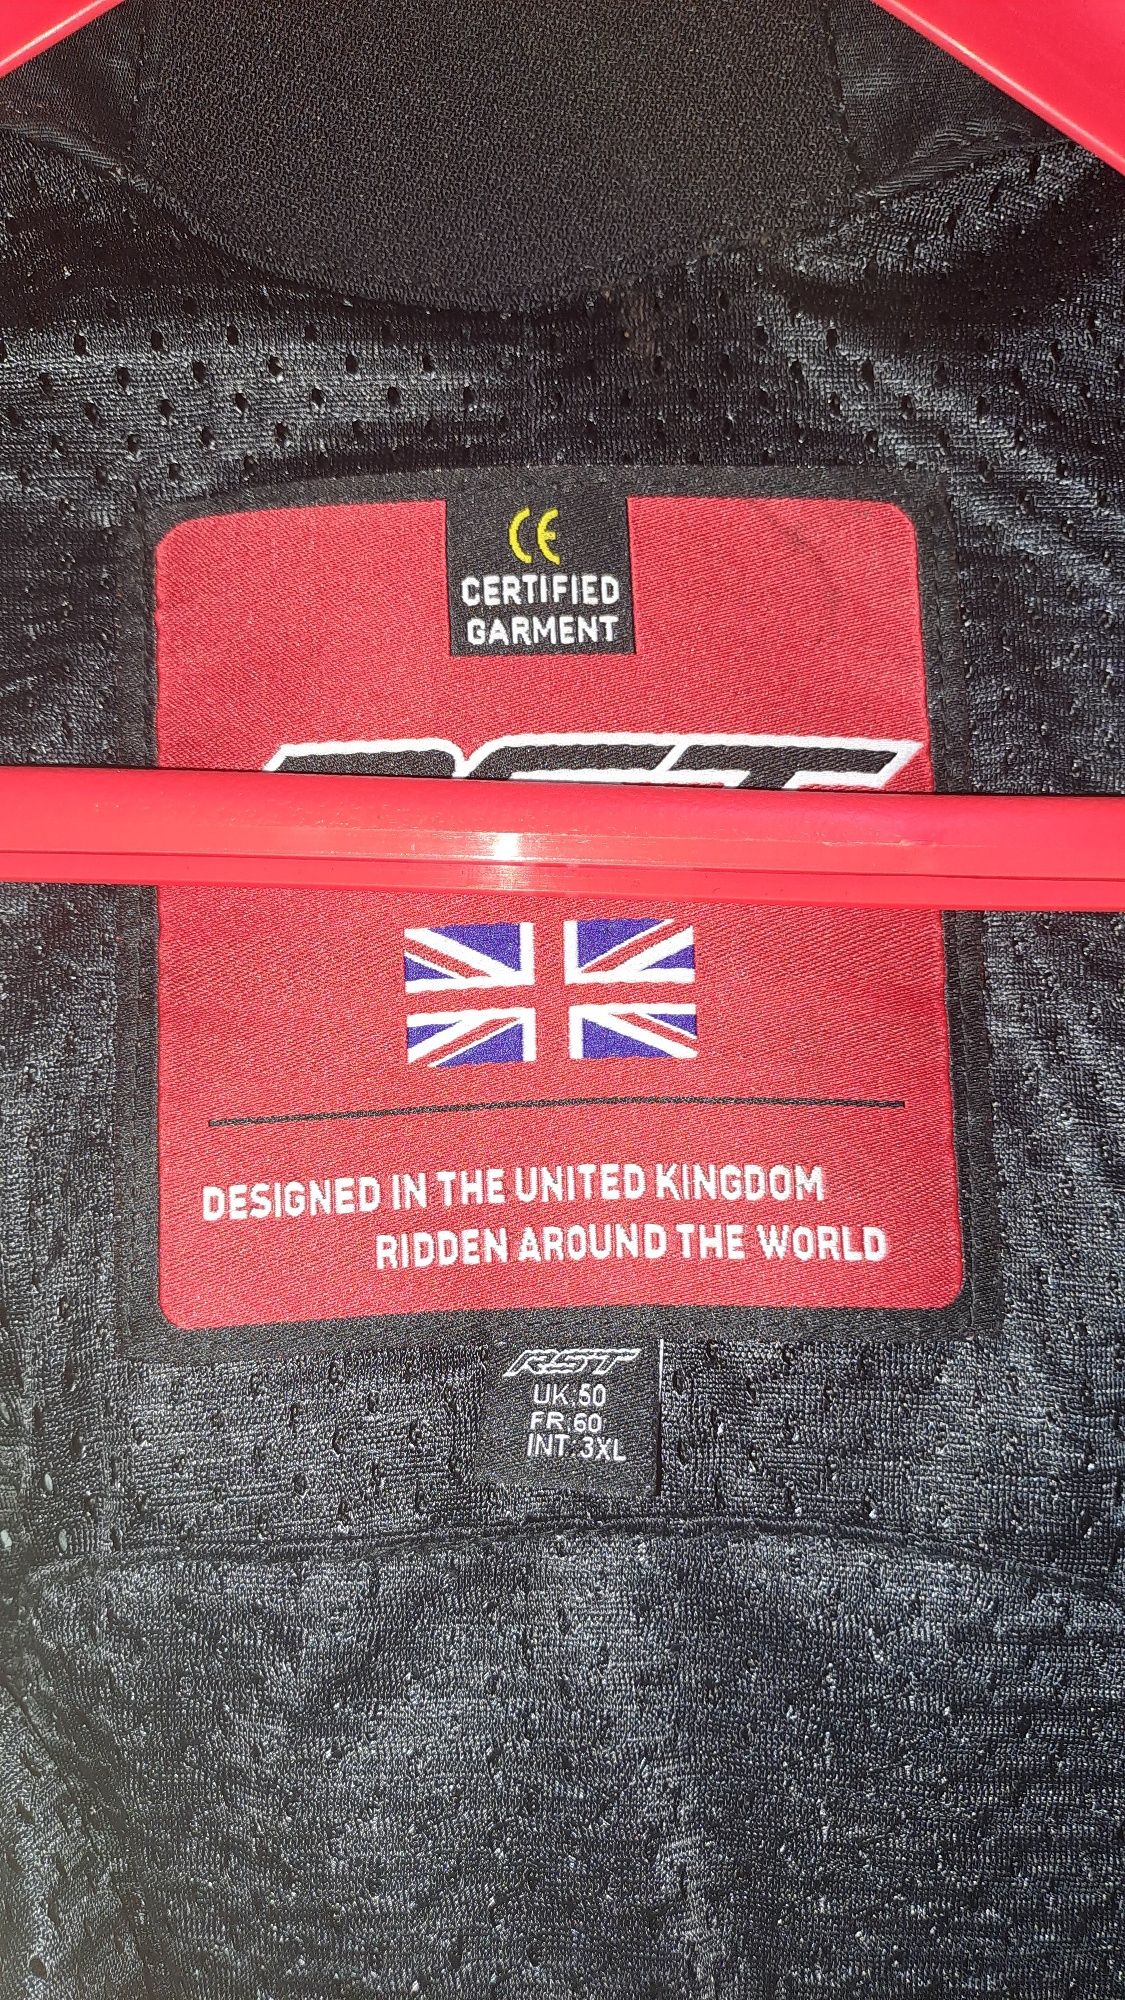 CE
CERTIFIED
GARMENT
RST
DESIGNED IN THE UNITED KINGDOM
RIDDEN AROUND THE WORLD
RST
UK 50
FR 60
INT 3XL